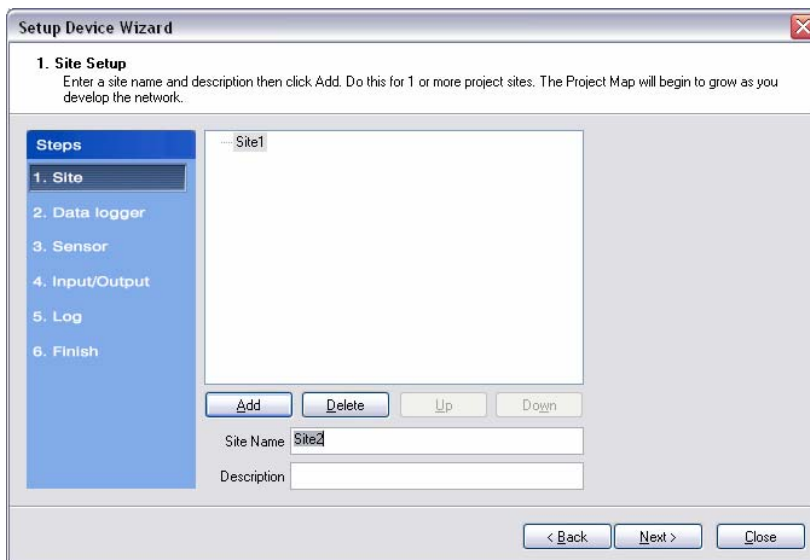 Setup Device Wizard
1. Site Setup
Enter a site name and description then click Add. Do this for 1 or more project sites. The Project Map will begin to grow as you
develop the network.
Steps
1. Site
2. Data logger
3. Sensor
4. Input/Output
5. Log
6. Finish
Site1
Add Delete Up Down
Site Name Site2
Description
< Back Next > Close